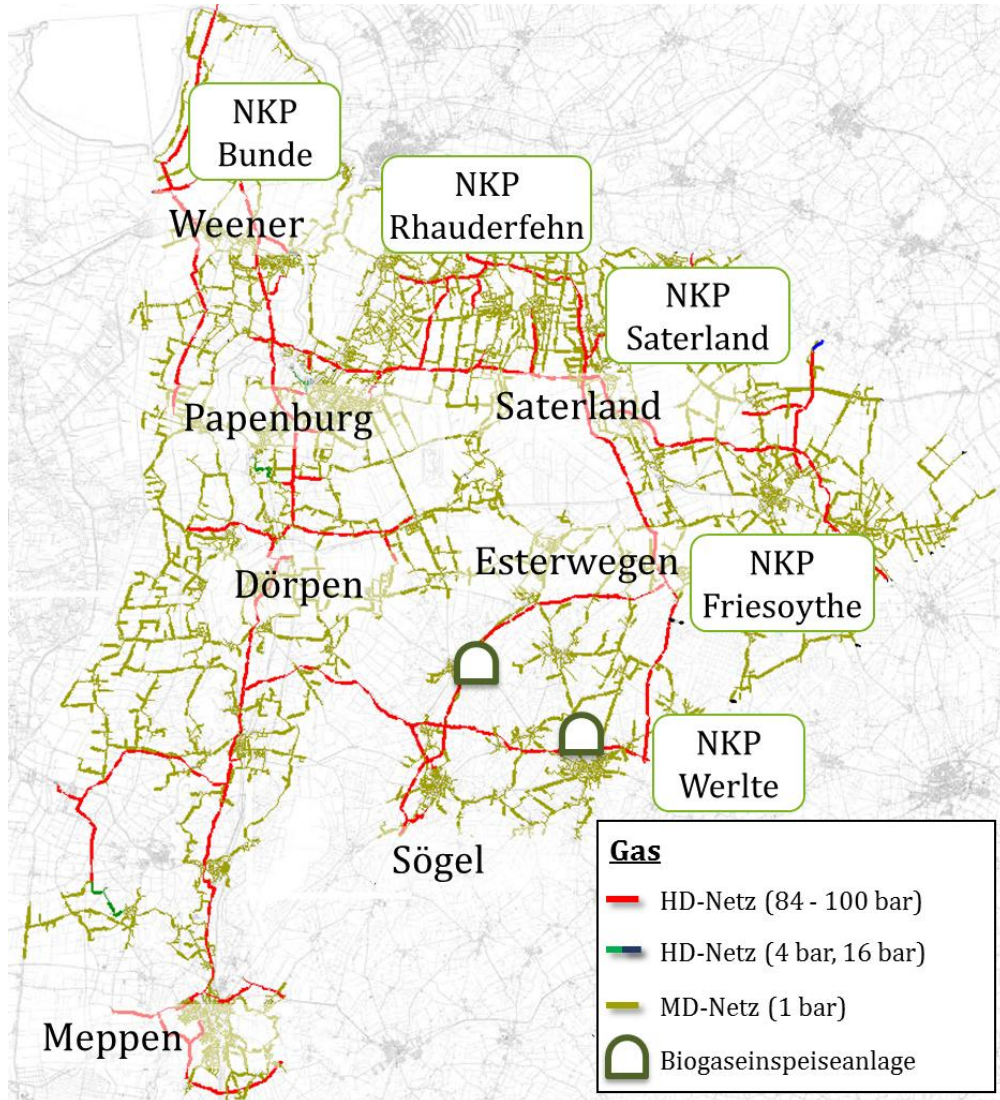 NKP
Bunde
NKP
Rhauderfehn
Weener
NKP
Saterland
Papenburg
Saterland
Esterwegen
NKP
Friesoythe
Dörpen
NKP
Werlte
Sögel
Meppen
Gas
HD-Netz (84 - 100 bar)
HD-Netz (4 bar, 16 bar)
MD-Netz (1 bar)
Biogaseinspeiseanlage